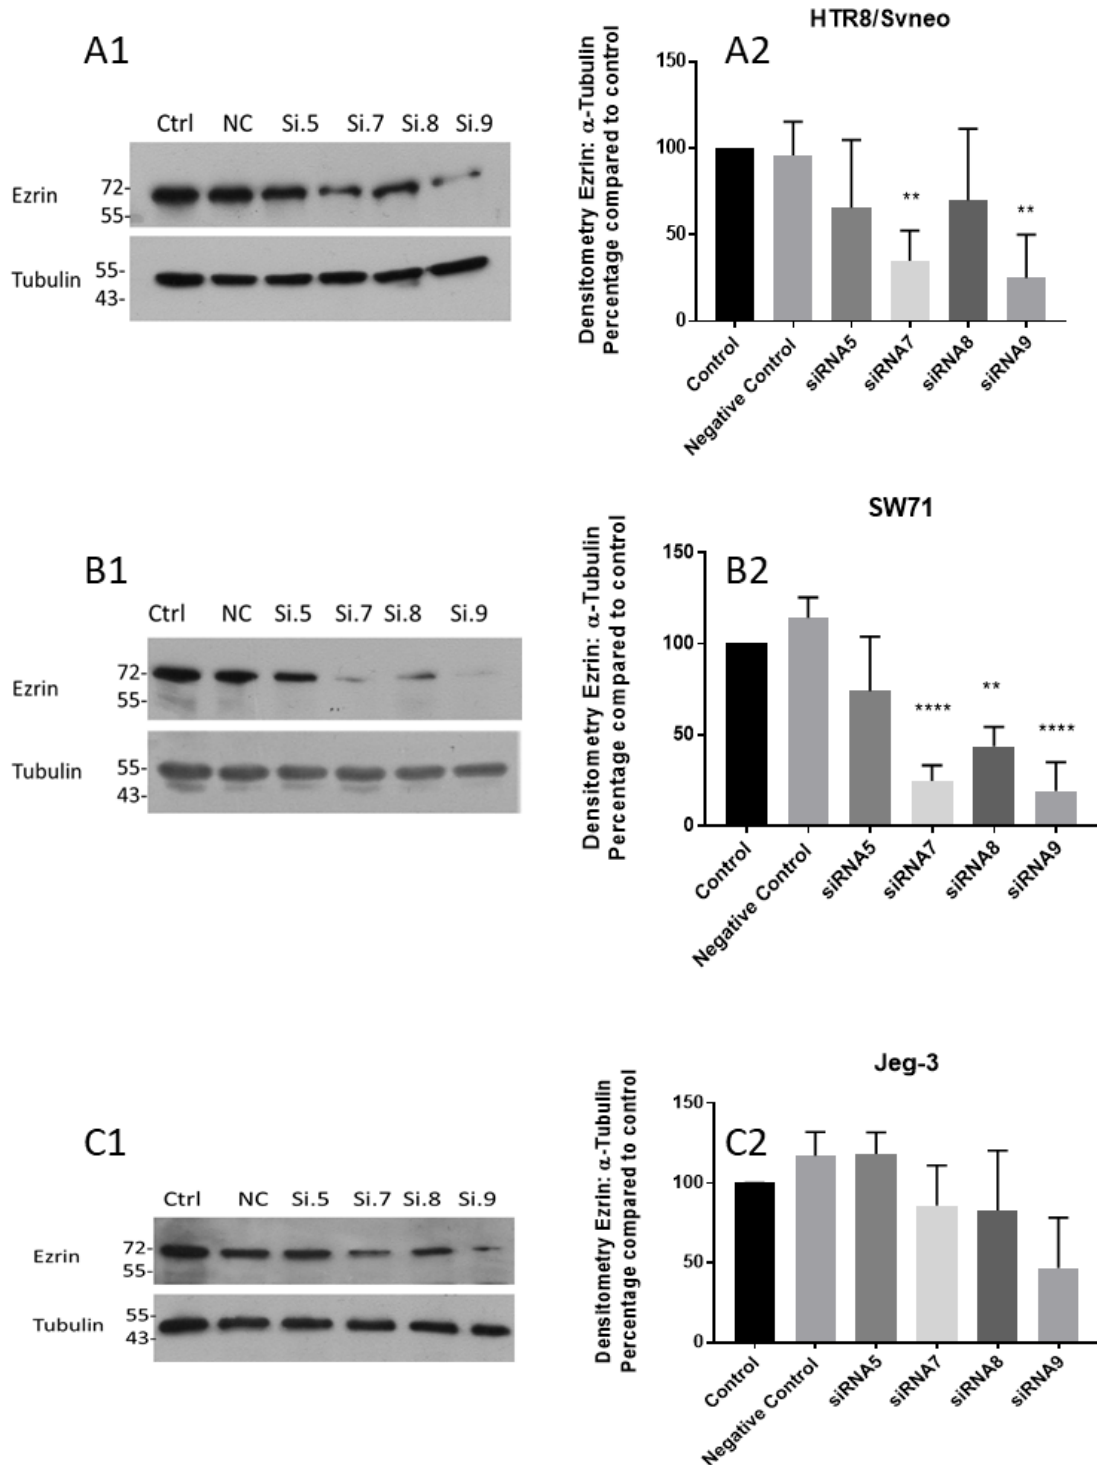 A1
Ctrl NC Si.5 Si.7 Si.8 Si.9
Ezrin
72-
55-
Tubulin
55-
43-
HTR8/Svneo
A2
Densitometry Ezrin: α-Tubulin
Percentage compared to control
150
100
50
0
** **
Control
Negative Control
siRNA5
siRNA7
siRNA8
siRNA9
B1
Ctrl NC Si.5 Si.7 Si.8 Si.9
Ezrin
72-
55-
Tubulin
55-
43-
SW71
B2
Densitometry Ezrin: α-Tubulin
Percentage compared to control
150
100
50
0
**** ** ****
Control
Negative Control
siRNA5
siRNA7
siRNA8
siRNA9
C1
Ctrl NC Si.5 Si.7 Si.8 Si.9
Ezrin
72-
55-
Tubulin
55-
43-
Jeg-3
C2
Densitometry Ezrin: α-Tubulin
Percentage compared to control
150
100
50
0
Control
Negative Control
siRNA5
siRNA7
siRNA8
siRNA9